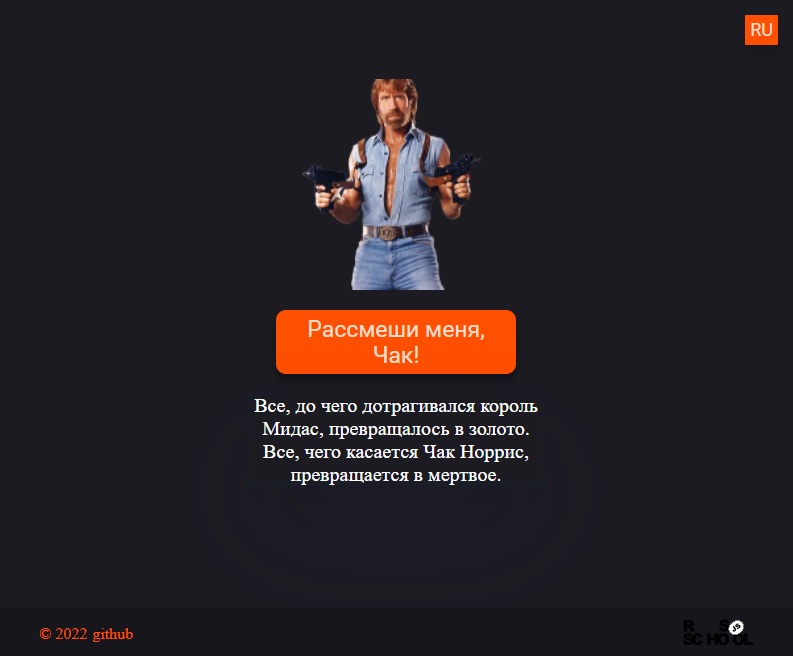 RU
Рассмеши меня,
Чак!
Все, до чего дотрагивался король
Мидас, превращалось в золото.
Все, чего касается Чак Норрис,
превращается в мертвое.
© 2022 github
R S JS
SCHOOL